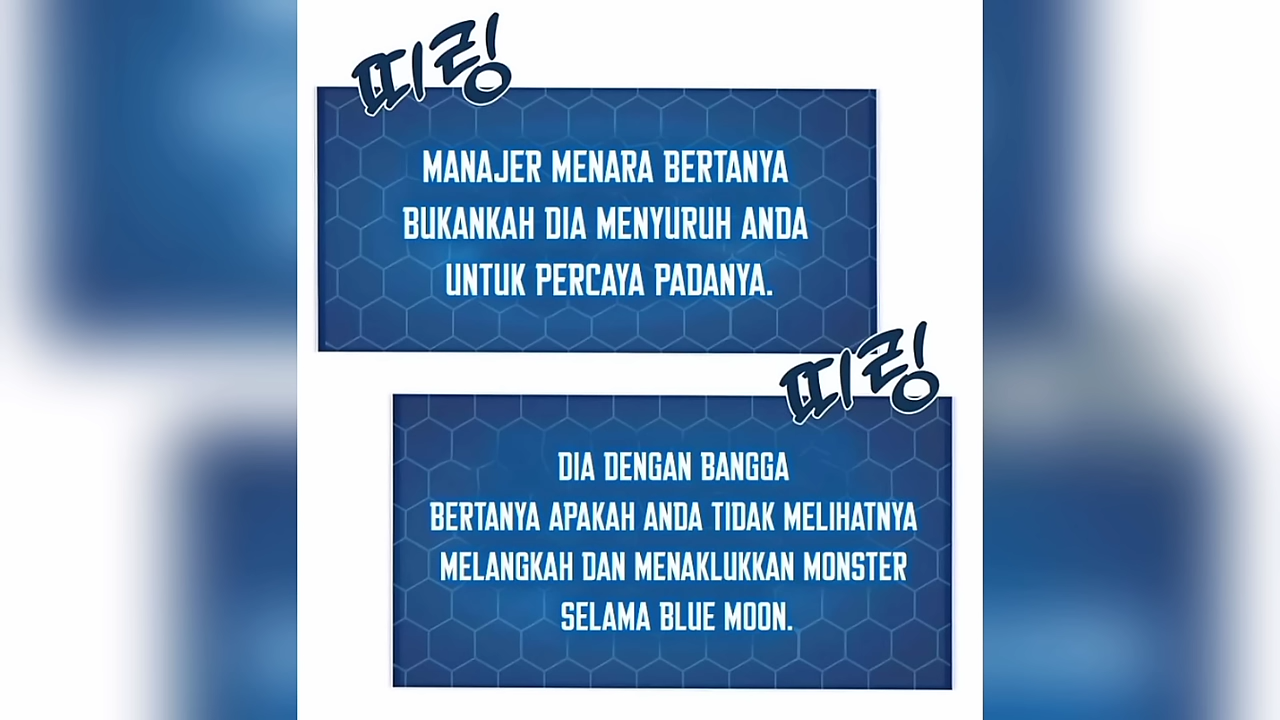 띠링
MANAJER MENARA BERTANYA
BUKANKAH DIA MENYURUH ANDA
UNTUK PERCAYA PADANYA.
띠링
DIA DENGAN BANGGA
BERTANYA APAKAH ANDA TIDAK MELIHATNYA
MELANGKAH DAN MENAKLUKKAN MONSTER
SELAMA BLUE MOON.